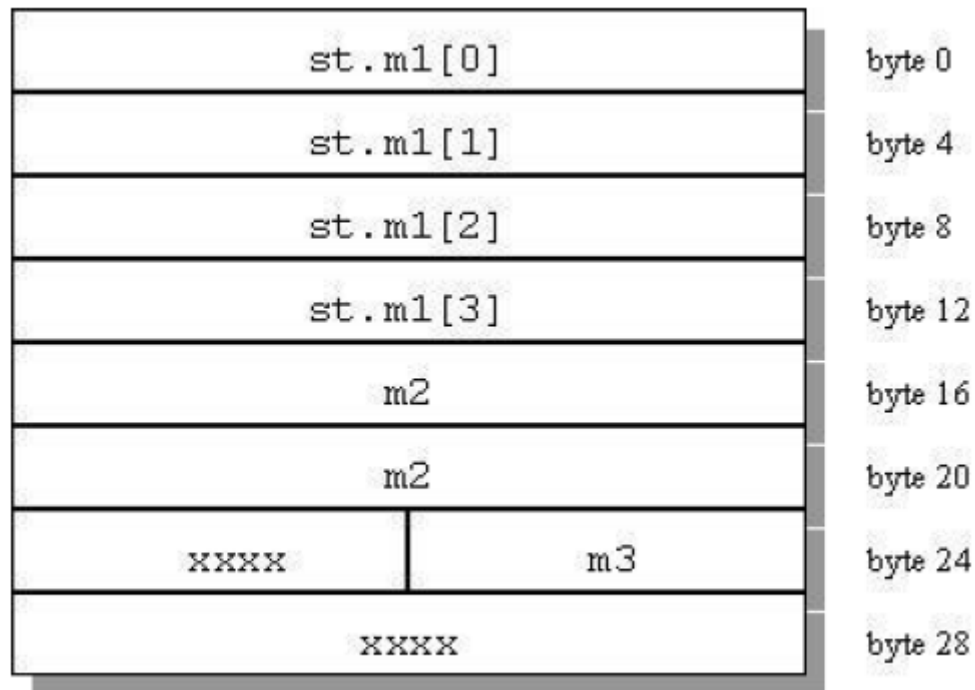 st.m1[0] byte 0
st.m1[1] byte 4
st.m1[2] byte 8
st.m1[3] byte 12
m2 byte 16
m2 byte 20
xxxx m3 byte 24
xxxx byte 28